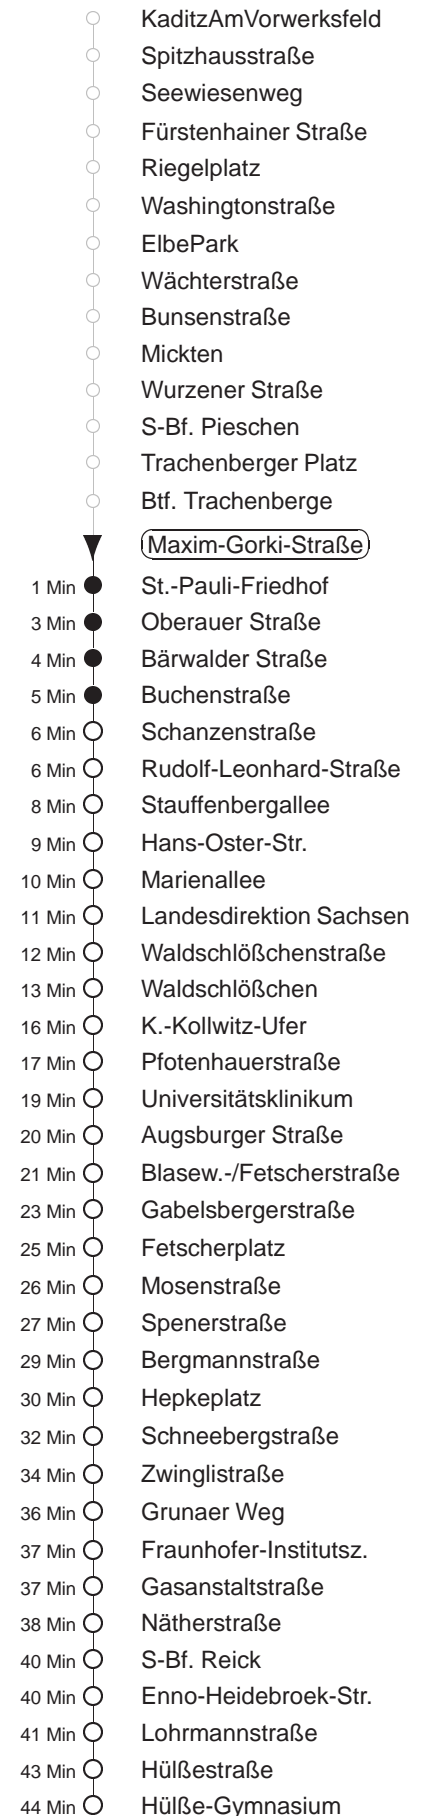 KaditzAmVorwerksfeld
Spitzhausstraße
Seewiesenweg
Fürstenhainer Straße
Riegelplatz
Washingtonstraße
ElbePark
Wächterstraße
Bunsenstraße
Mickten
Wurzener Straße
S-Bf. Pieschen
Trachenberger Platz
Btf. Trachenberge
Maxim-Gorki-Straße
1 Min St.-Pauli-Friedhof
3 Min Oberauer Straße
4 Min Bärwalder Straße
5 Min Buchenstraße
6 Min Schanzenstraße
6 Min Rudolf-Leonhard-Straße
8 Min Stauffenbergallee
9 Min Hans-Oster-Str.
10 Min Marienallee
11 Min Landesdirektion Sachsen
12 Min Waldschlößchenstraße
13 Min Waldschlößchen
16 Min K.-Kollwitz-Ufer
17 Min Pfotenhauerstraße
19 Min Universitätsklinikum
20 Min Augsburger Straße
21 Min Blasew.-/Fetscherstraße
23 Min Gabelsbergerstraße
25 Min Fetscherplatz
26 Min Mosenstraße
27 Min Spenerstraße
29 Min Bergmannstraße
30 Min Hepkeplatz
32 Min Schneebergstraße
34 Min Zwinglistraße
36 Min Grunaer Weg
37 Min Fraunhofer-Institutsz.
37 Min Gasanstaltstraße
38 Min Nätherstraße
40 Min S-Bf. Reick
40 Min Enno-Heidebroek-Str.
41 Min Lohrmannstraße
43 Min Hülßestraße
44 Min Hülße-Gymnasium